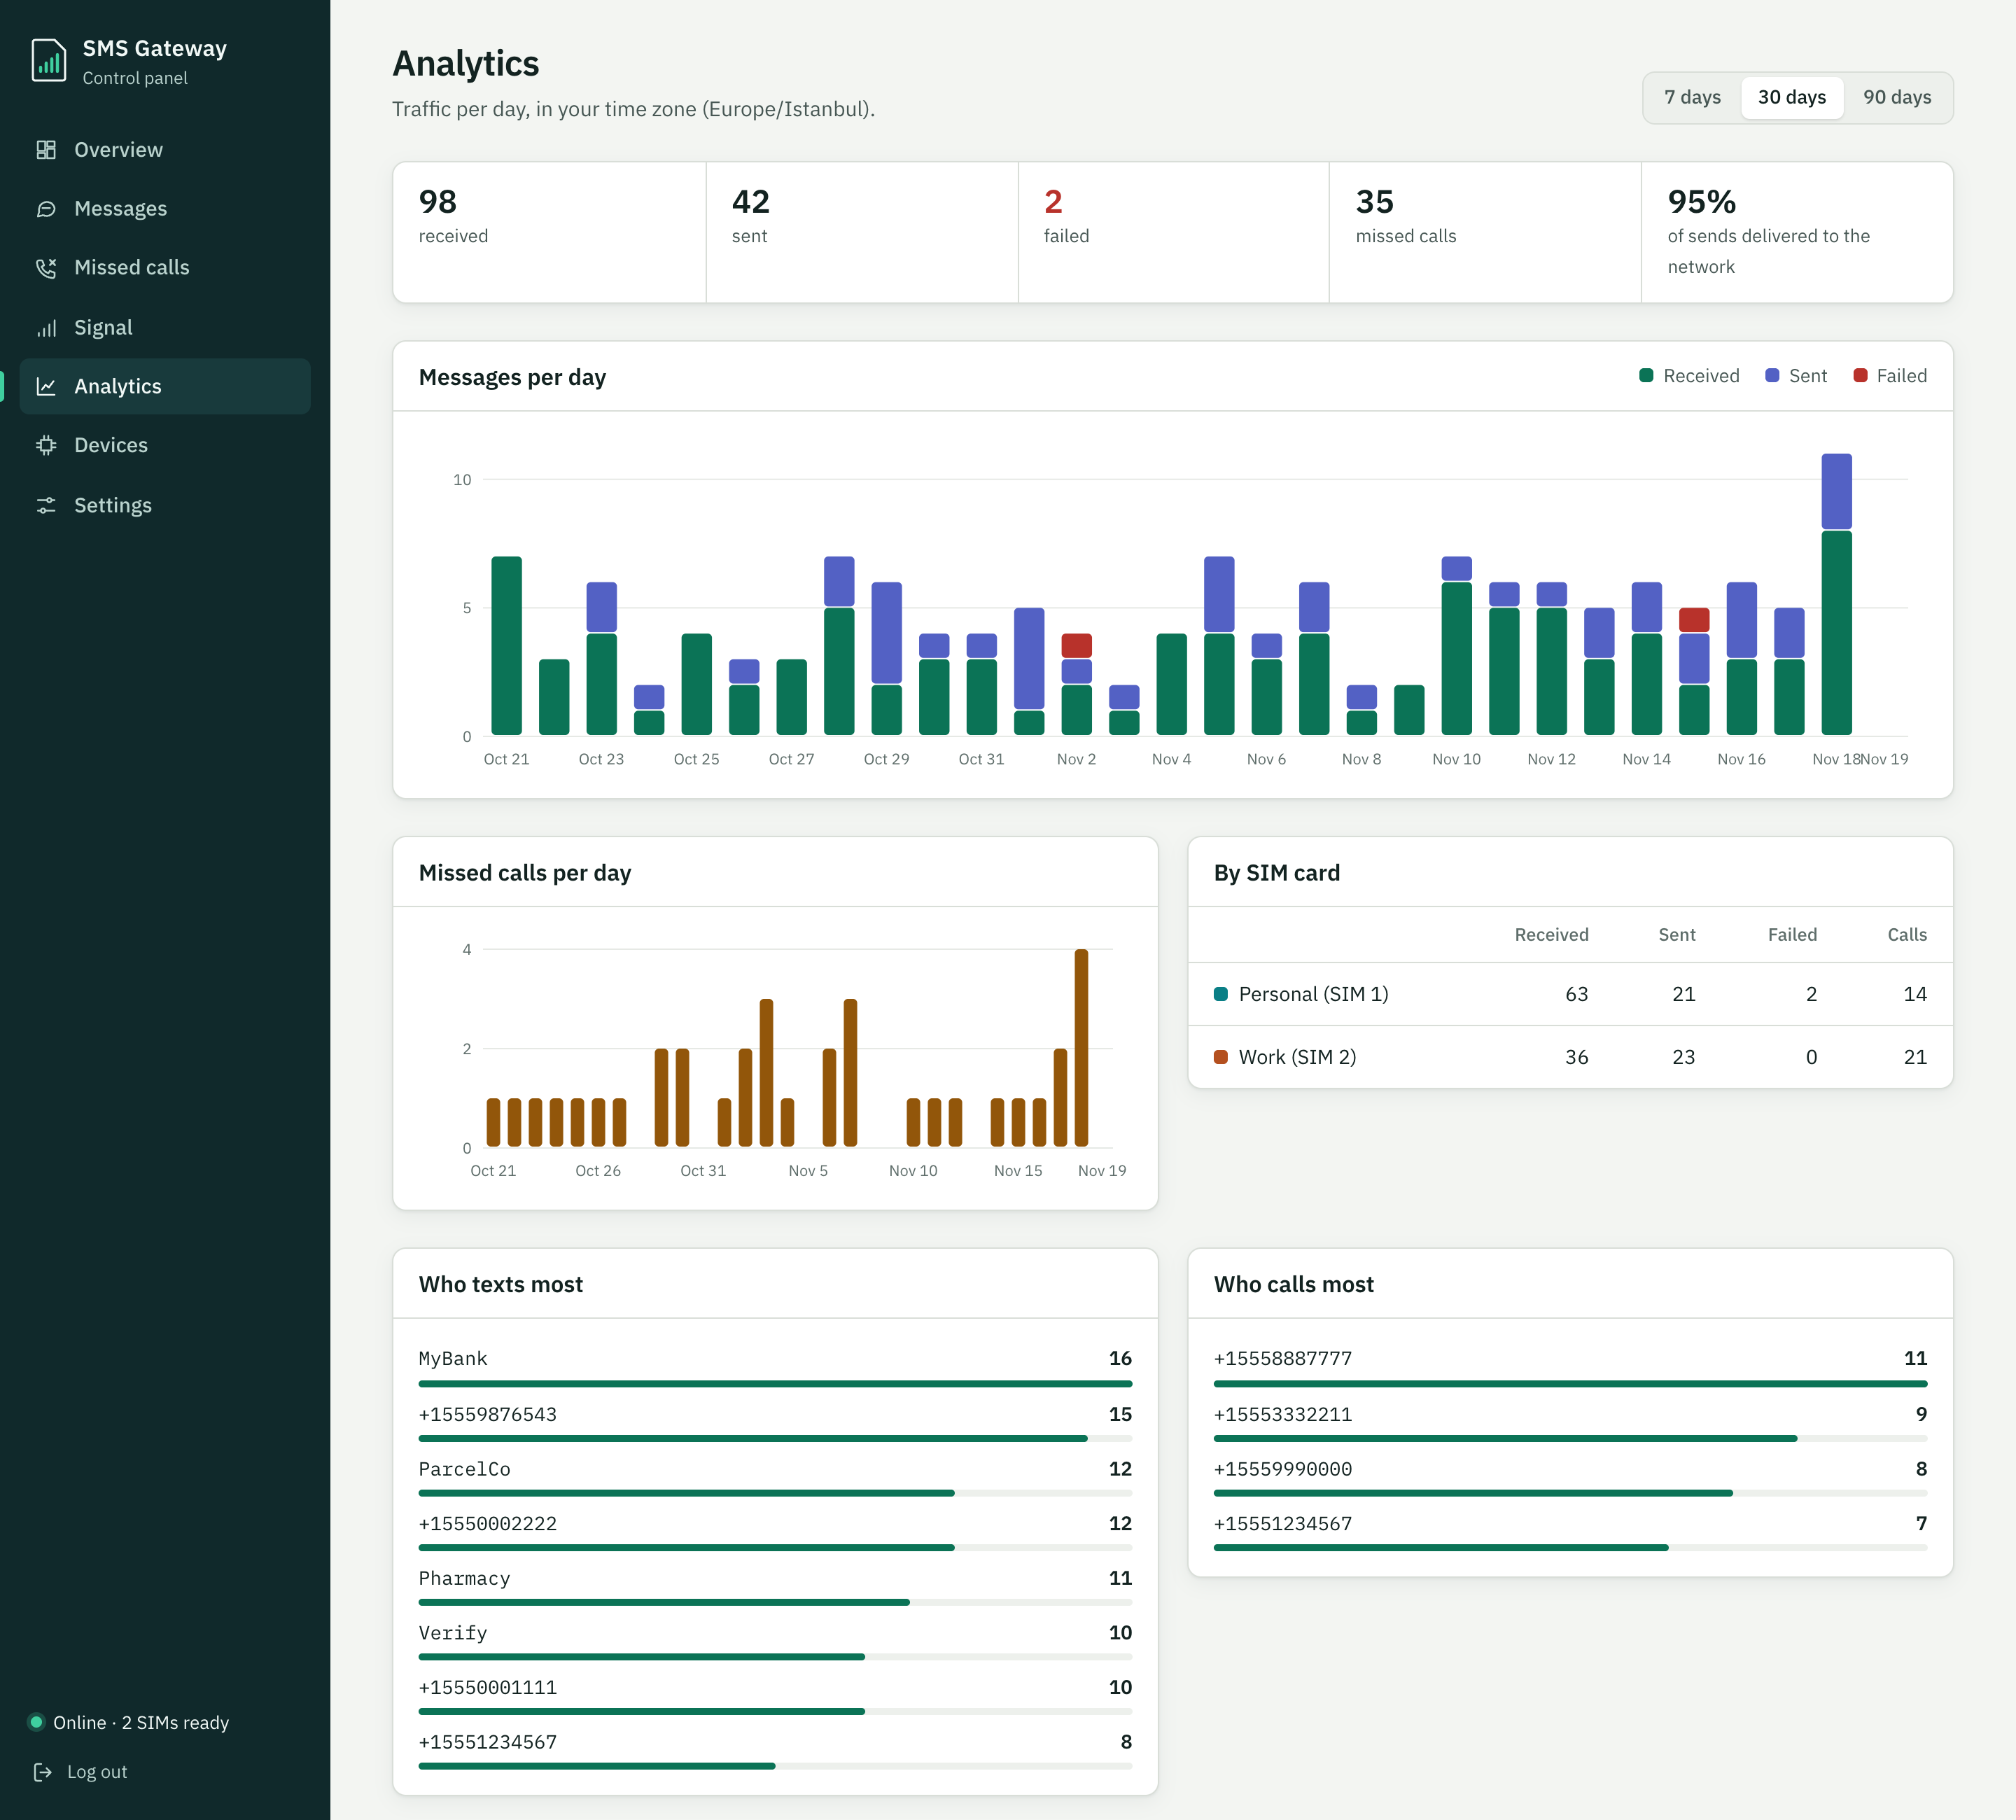 SMS Gateway
Control panel
Overview
Messages
Missed calls
Signal
Analytics
Devices
Settings
Online · 2 SIMs ready
Log out
Analytics
Traffic per day, in your time zone (Europe/Istanbul).
7 days 30 days 90 days
98 42 2 35 95%
received sent failed missed calls of sends delivered to the
network
Messages per day Received Sent Failed
10
5
0
Oct 21 Oct 23 Oct 25 Oct 27 Oct 29 Oct 31 Nov 2 Nov 4 Nov 6 Nov 8 Nov 10 Nov 12 Nov 14 Nov 16 Nov 18 Nov 19
Missed calls per day
4
2
0
Oct 21 Oct 26 Oct 31 Nov 5 Nov 10 Nov 15 Nov 19
By SIM card
Received Sent Failed Calls
Personal (SIM 1) 63 21 2 14
Work (SIM 2) 36 23 0 21
Who texts most
MyBank 16
+15559876543 15
ParcelCo 12
+15550002222 12
Pharmacy 11
Verify 10
+15550001111 10
+15551234567 8
Who calls most
+15558887777 11
+15553332211 9
+15559990000 8
+15551234567 7